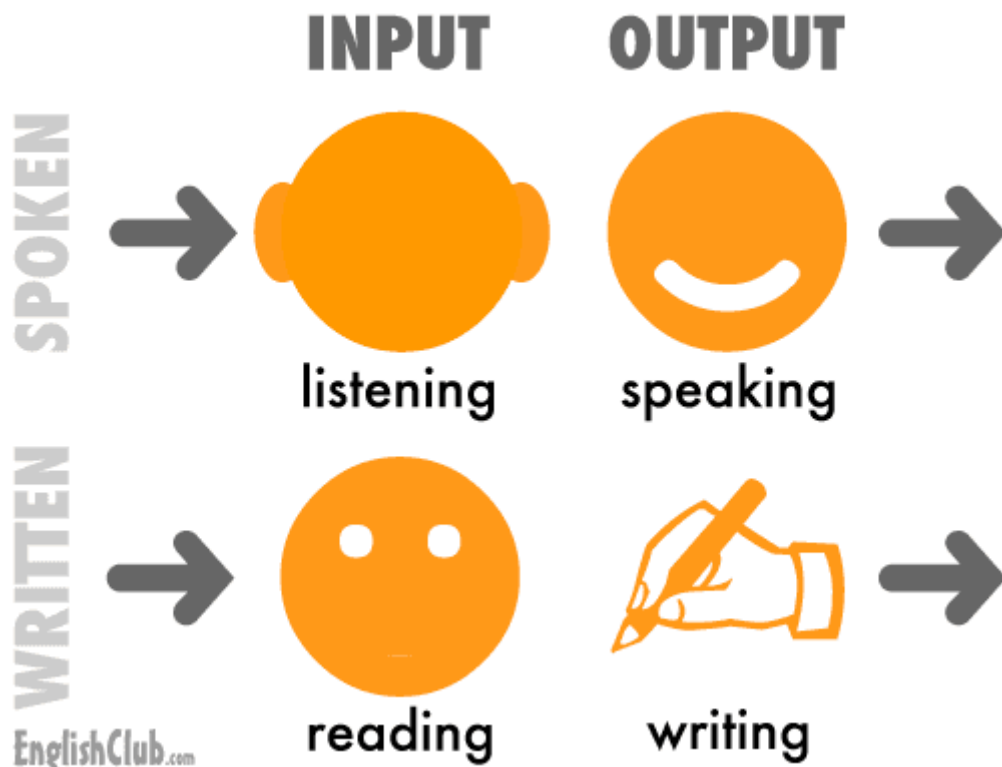 INPUT OUTPUT
SPOKEN
listening speaking
WRITTEN
reading writing
EnglishClub.com